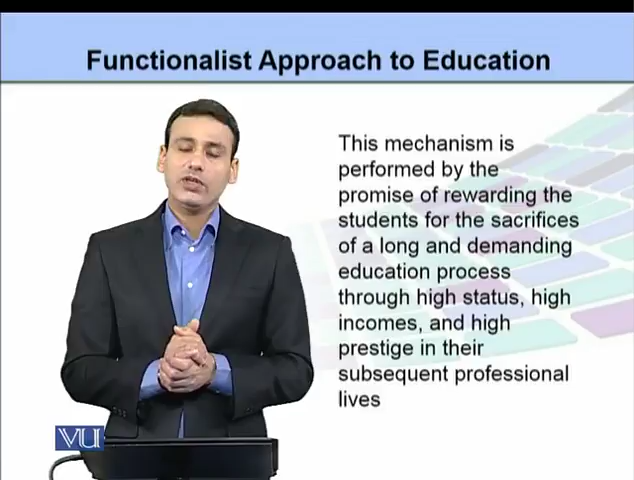 Functionalist Approach to Education
This mechanism is
performed by the
promise of rewarding the
students for the sacrifices
of a long and demanding
education process
through high status, high
incomes, and high
prestige in their
subsequent professional
lives
VU